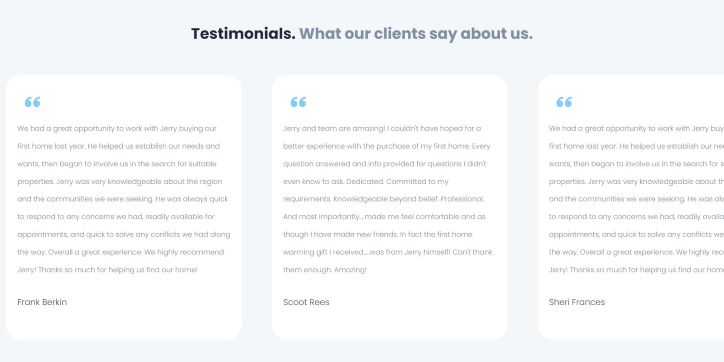 Testimonials. What our clients say about us.
We had a great opportunity to work with Jerry buying our
first home last year. He helped us establish our needs and
wants, then began to involve us in the search for suitable
properties. Jerry was very knowledgeable about the region
and the communities we were seeking. He was always quick
to respond to any concerns we had, readily available for
appointments, and quick to solve any conflicts we had along
the way. Overall a great experience. We highly recommend
Jerry! Thanks so much for helping us find our home!
Frank Berkin
Jerry and team are amazing! I couldn't have hoped for a
better experience with the purchase of my first home. Every
question answered and info provided for questions I didn't
even know to ask. Dedicated. Committed to my
requirements. Knowledgeable beyond belief. Professional.
And most importantly...made me feel comfortable and as
though I have made new friends. In fact the first home
warming gift I received....was from Jerry himself! Can't thank
them enough. Amazing!
Scoot Rees
We had a great opportunity to work with Jerry buy
first home last year. He helped us establish our nee
wants, then began to involve us in the search for s
properties. Jerry was very knowledgeable about th
and the communities we were seeking. He was alw
to respond to any concerns we had, readily availab
appointments, and quick to solve any conflicts we
the way. Overall a great experience. We highly reco
Jerry! Thanks so much for helping us find our home
Sheri Frances